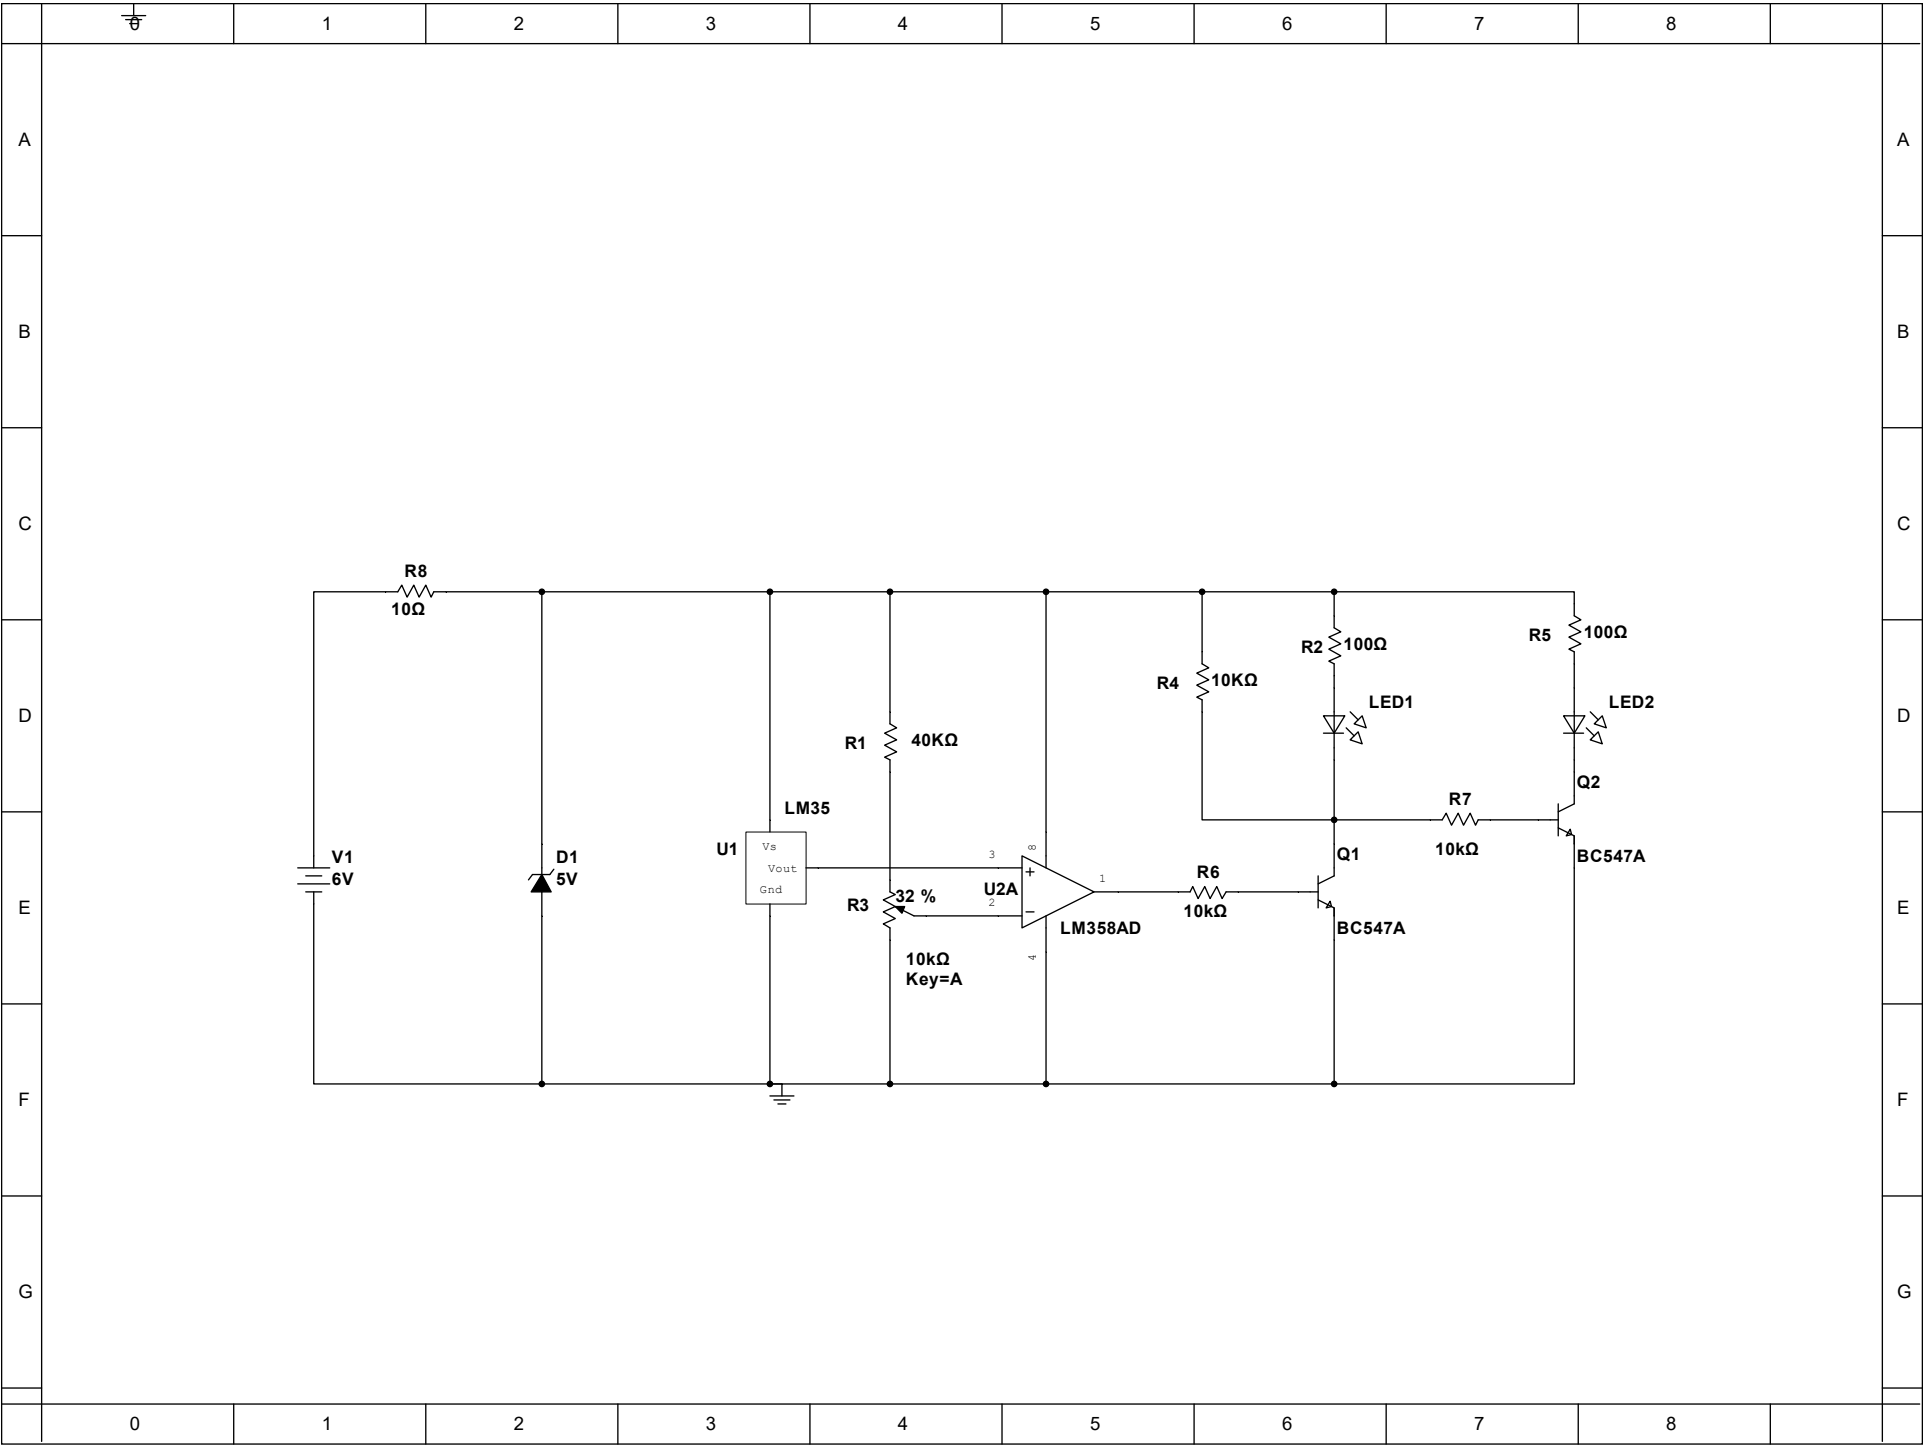 0 1 2 3 4 5 6 7 8
A A
B B
C C
R8
10Ω
R5 100Ω
R2 100Ω
R4 10KΩ
LED1 LED2
D D
R1 40KΩ
Q2
R7
10kΩ
LM35
U1
Vs
Vout
Gnd
V1
6V
D1
5V
3
8
U2A
2
1
4
LM358AD
R3
32 %
10kΩ
Key=A
R6
10kΩ
Q1
BC547A
BC547A
E E
F F
G G
0 1 2 3 4 5 6 7 8